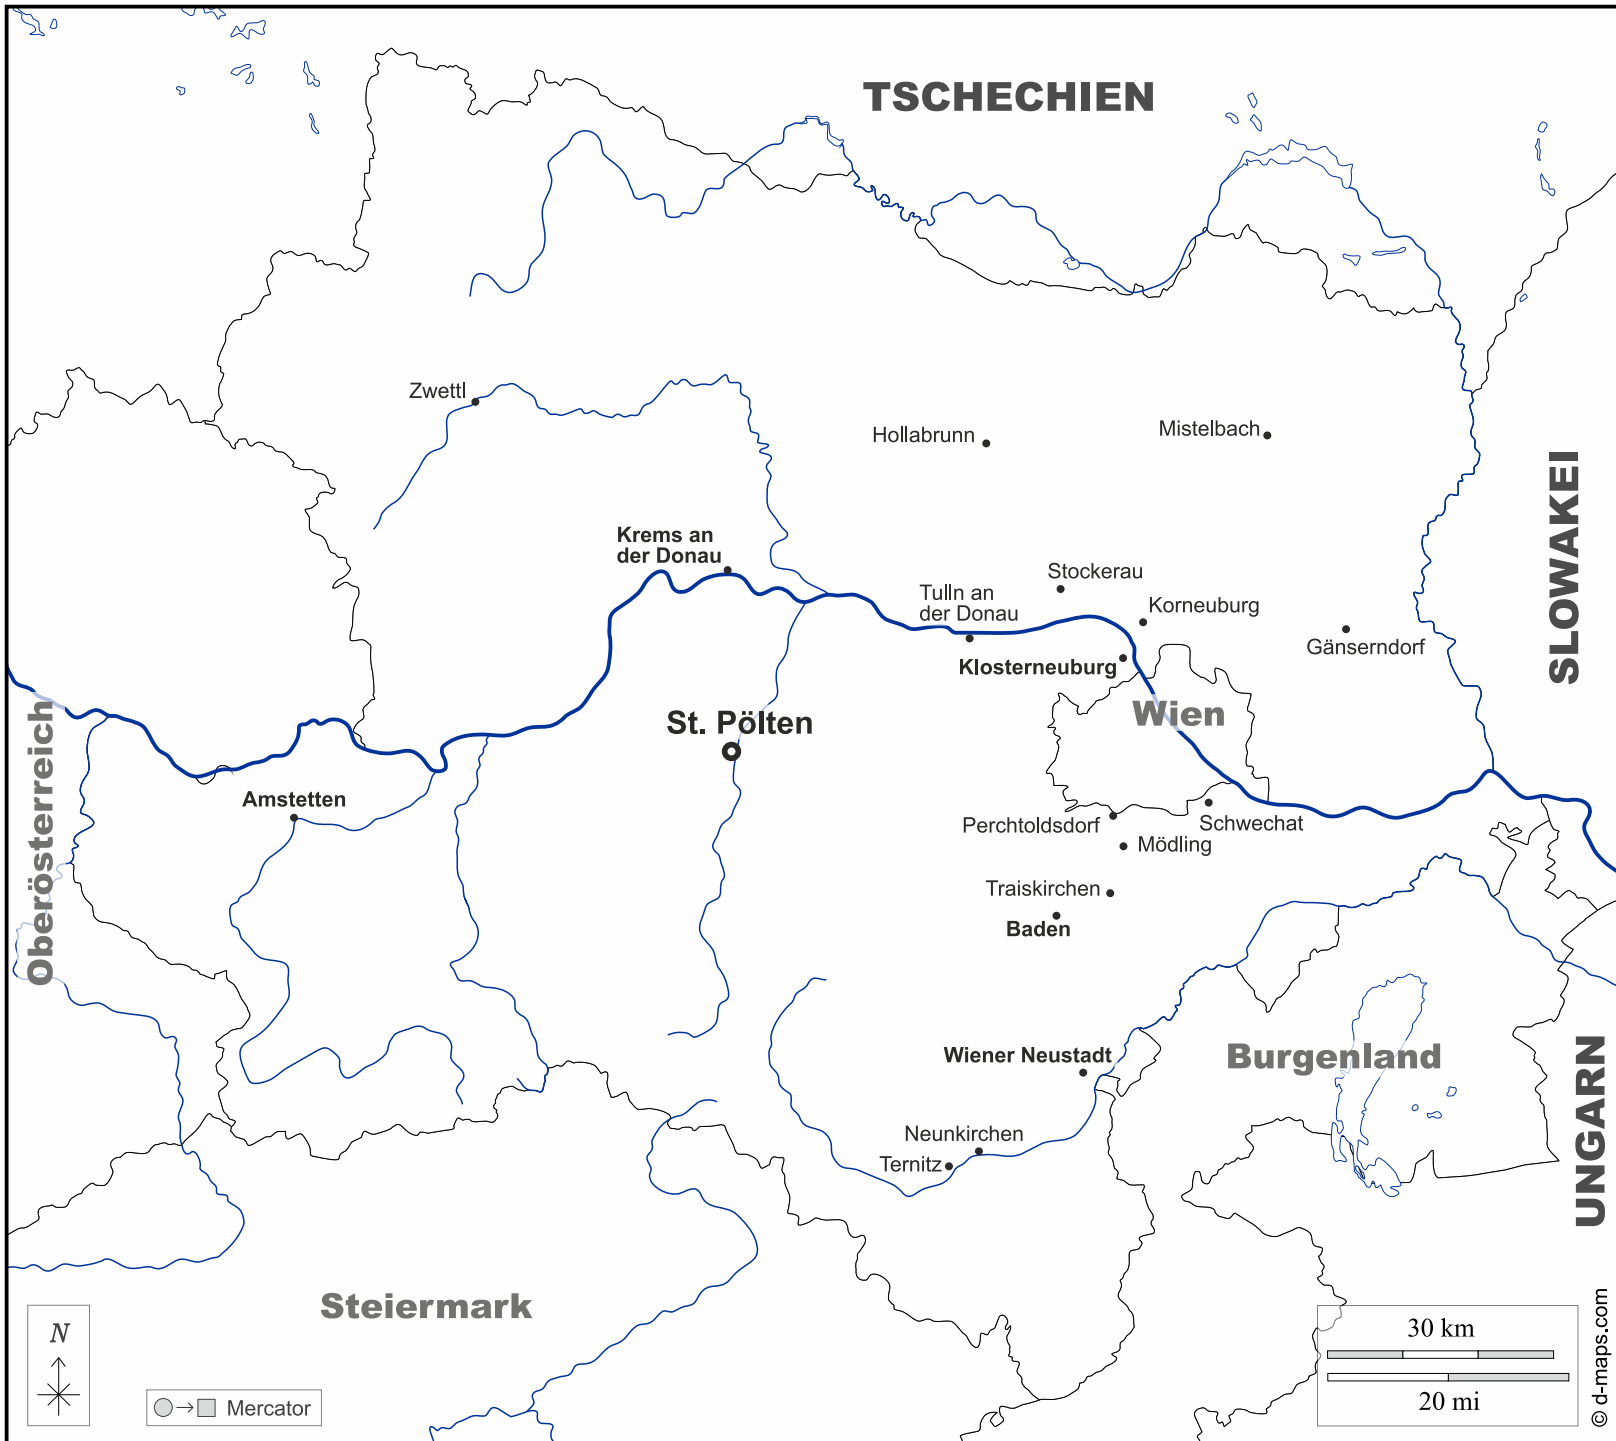 TSCHECHIEN
Zwettl
Hollabrunn
Mistelbach
SLOWAKEI
Krems an
der Donau
Stockerau
Tulln an
der Donau
Korneuburg
Gänserndorf
Klosterneuburg
Oberösterreich
St. Pölten
Wien
Amstetten
Perchtoldsdorf
Schwechat
Mödling
Traiskirchen
Baden
Wiener Neustadt
Burgenland
UNGARN
Neunkirchen
Ternitz
Steiermark
N
Mercator
30 km
20 mi
© d-maps.com